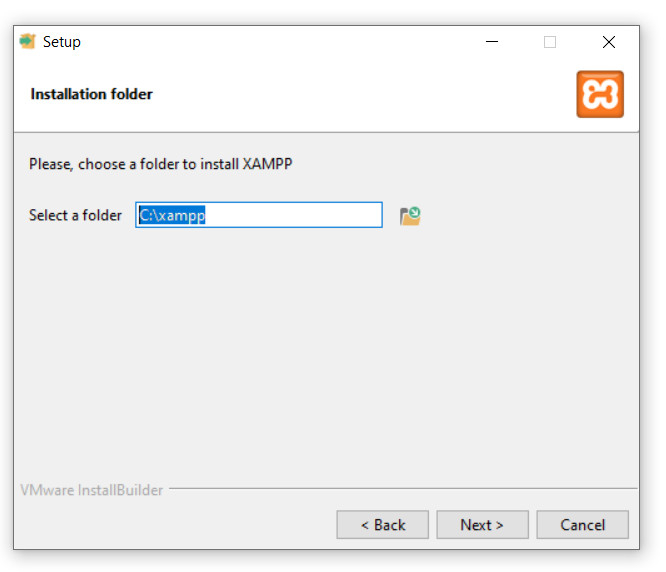 Setup
Installation folder
Please, choose a folder to install XAMPP
Select a folder C:\xampp
VMware InstallBuilder
< Back Next > Cancel